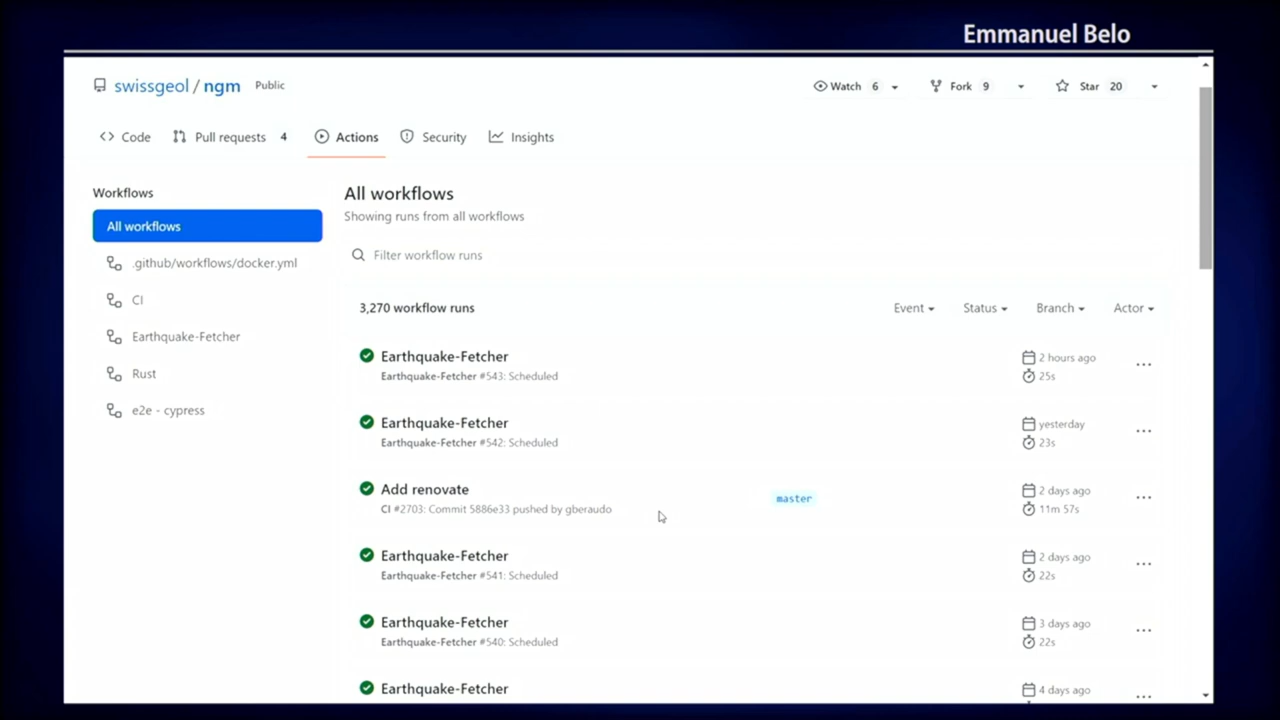 Emmanuel Belo
swissgeol / ngm Public
Watch 6 Fork 9 Star 20
Code Pull requests 4 Actions Security Insights
Workflows
All workflows
.github/workflows/docker.yml
CI
Earthquake-Fetcher
Rust
e2e - cypress
All workflows
Showing runs from all workflows
Filter workflow runs
3,270 workflow runs Event Status Branch Actor
Earthquake-Fetcher 2 hours ago
Earthquake-Fetcher #543: Scheduled 25s
Earthquake-Fetcher yesterday
Earthquake-Fetcher #542: Scheduled 23s
Add renovate master 2 days ago
CI #2703: Commit 5886e33 pushed by gberaudo 11m 57s
Earthquake-Fetcher 2 days ago
Earthquake-Fetcher #541: Scheduled 22s
Earthquake-Fetcher 3 days ago
Earthquake-Fetcher #540: Scheduled 22s
Earthquake-Fetcher 4 days ago